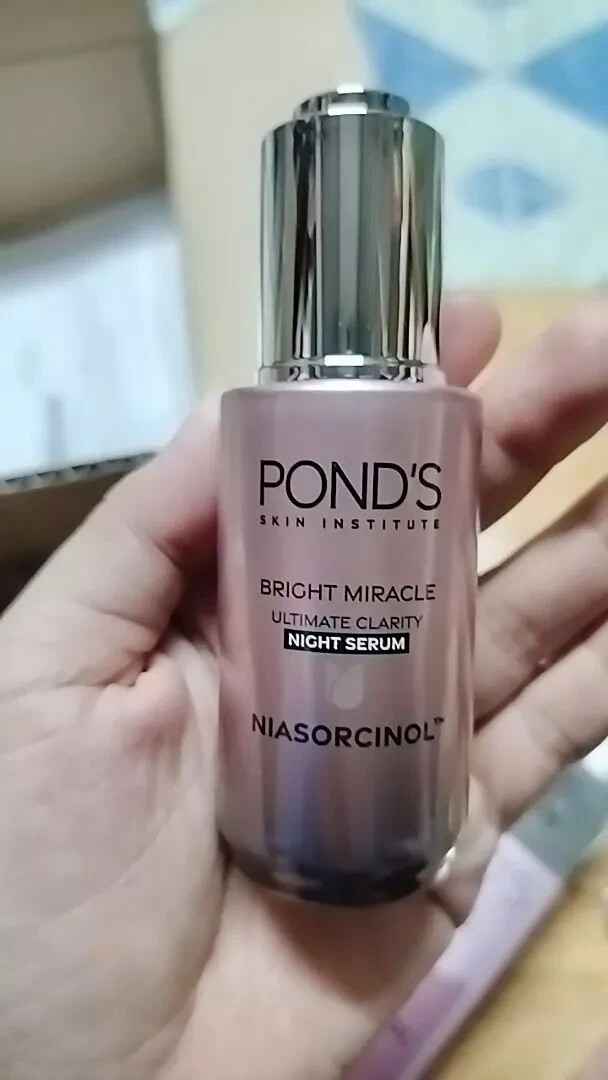 POND'S
SKIN INSTITUTE
BRIGHT MIRACLE
ULTIMATE CLARITY
NIGHT SERUM
NIASORCINOL™